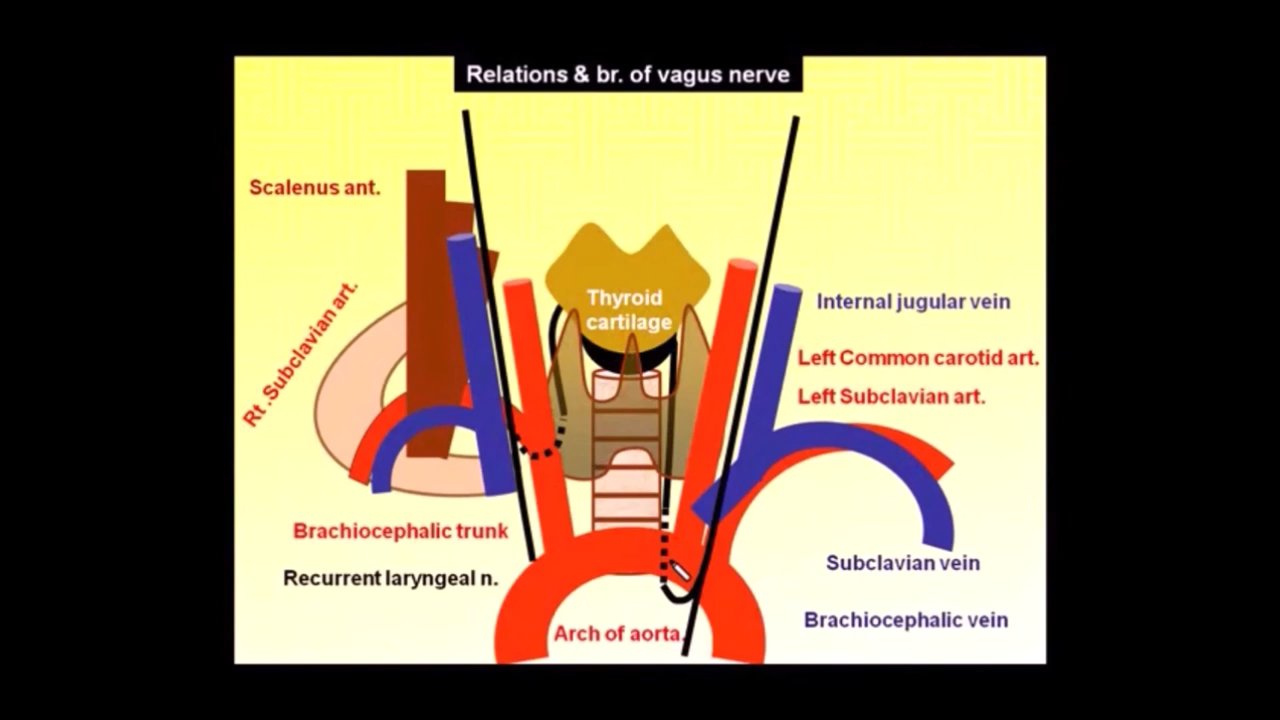 Relations & br. of vagus nerve
Scalenus ant.
Rt .Subclavian art.
Thyroid
cartilage
Internal jugular vein
Left Common carotid art.
Left Subclavian art.
Brachiocephalic trunk
Recurrent laryngeal n.
Subclavian vein
Arch of aorta.
Brachiocephalic vein